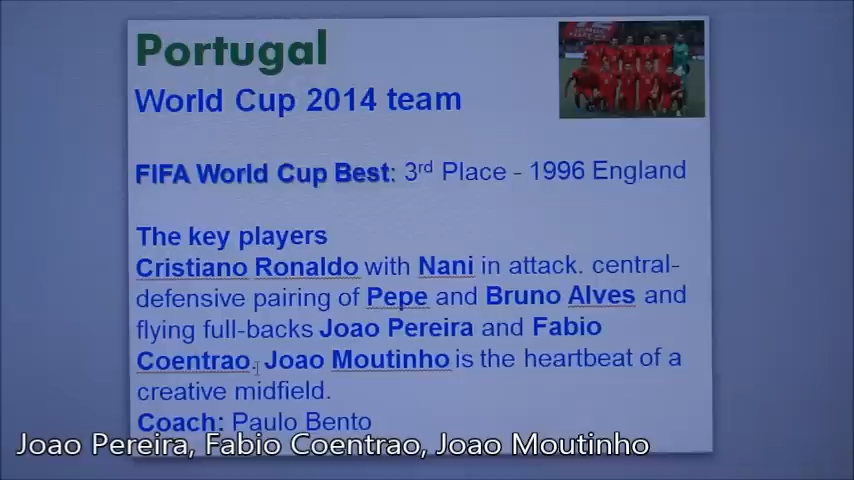 Portugal
World Cup 2014 team
FIFA World Cup Best: 3rd Place - 1996 England
The key players
Cristiano Ronaldo with Nani in attack. central-
defensive pairing of Pepe and Bruno Alves and
flying full-backs Joao Pereira and Fabio
Coentrao. Joao Moutinho is the heartbeat of a
creative midfield.
Coach: Paulo Bento
Joao Pereira, Fabio Coentrao, Joao Moutinho